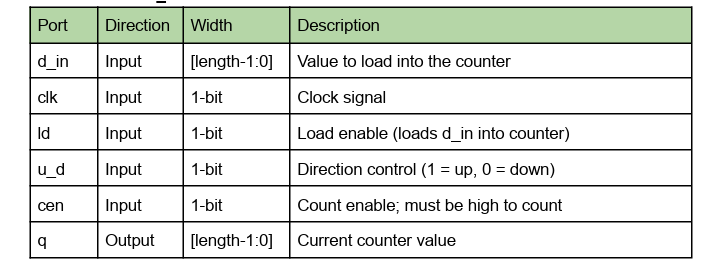 Port Direction Width Description
d_in Input [length-1:0] Value to load into the counter
clk Input 1-bit Clock signal
ld Input 1-bit Load enable (loads d_in into counter)
u_d Input 1-bit Direction control (1 = up, 0 = down)
cen Input 1-bit Count enable; must be high to count
q Output [length-1:0] Current counter value